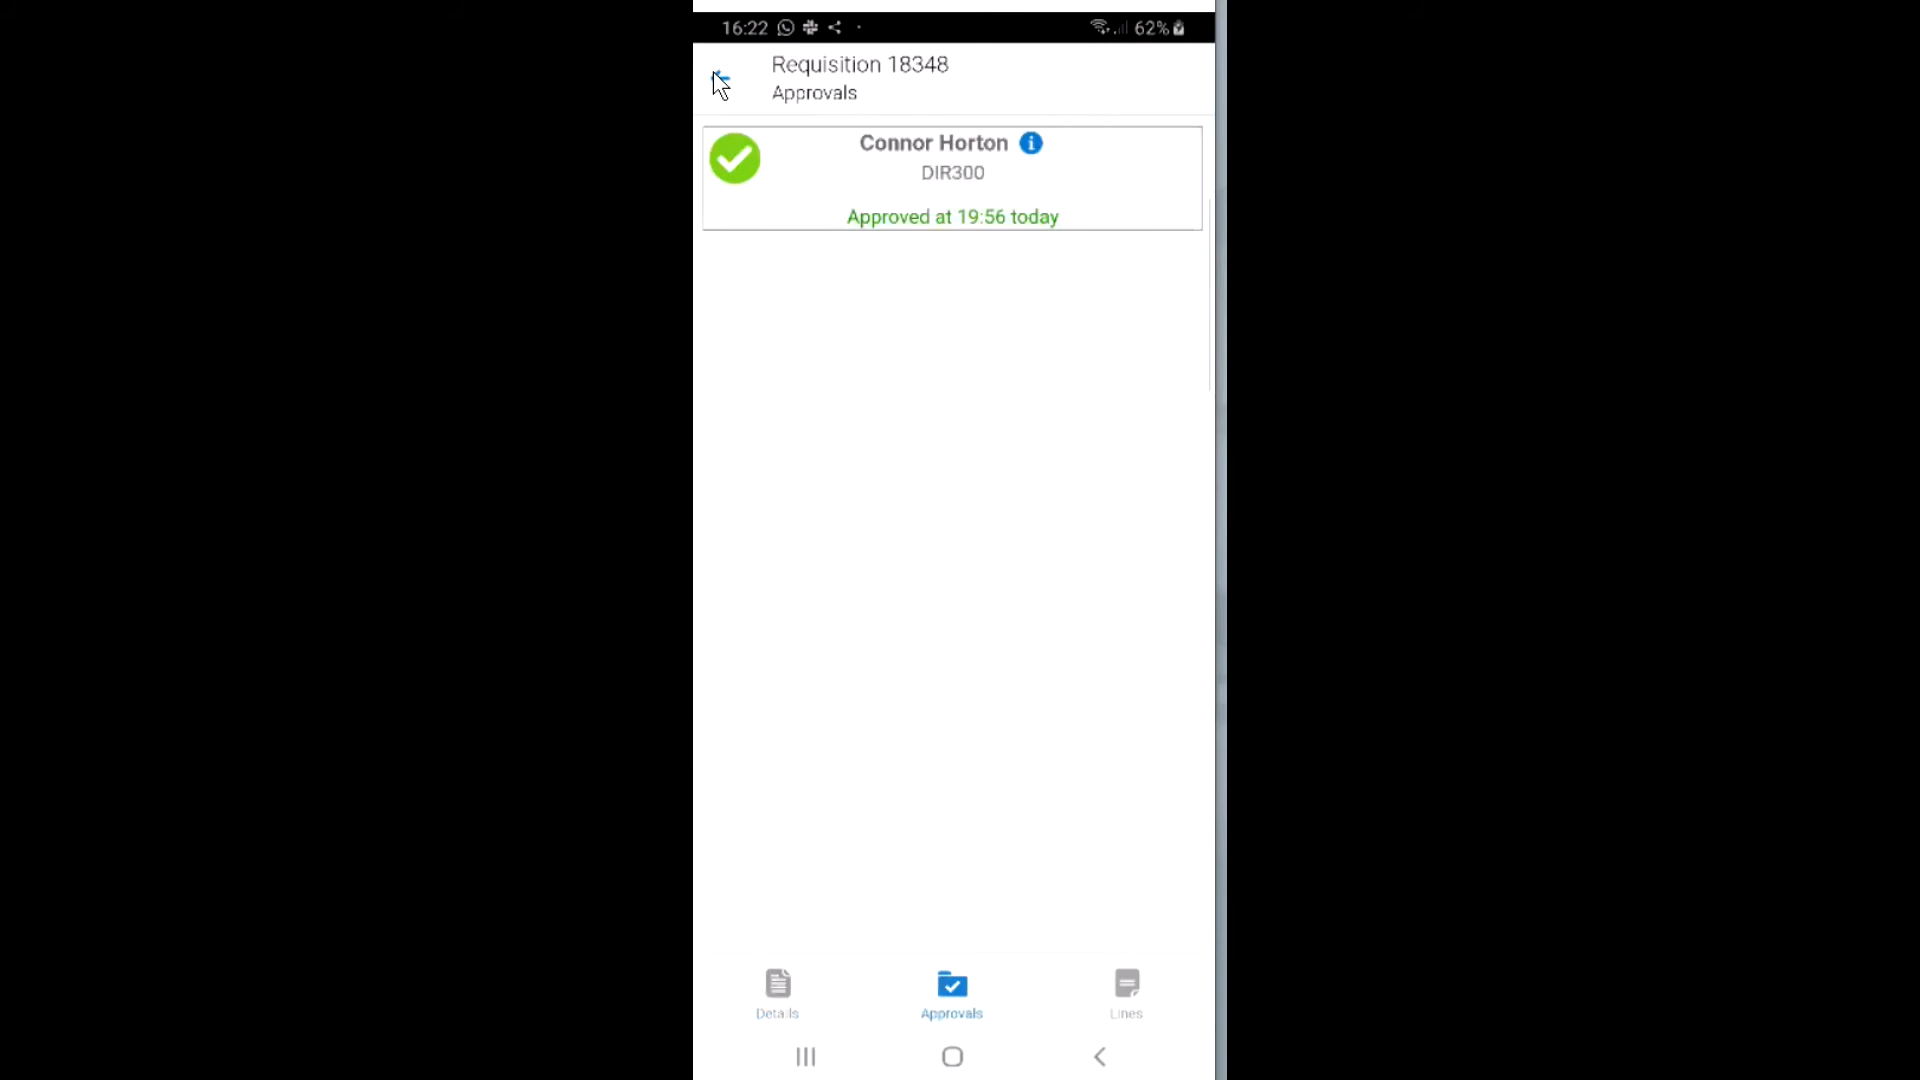 16:22 62%
Requisition 18348
Approvals
Connor Horton
DIR300
Approved at 19:56 today
Details Approvals Lines